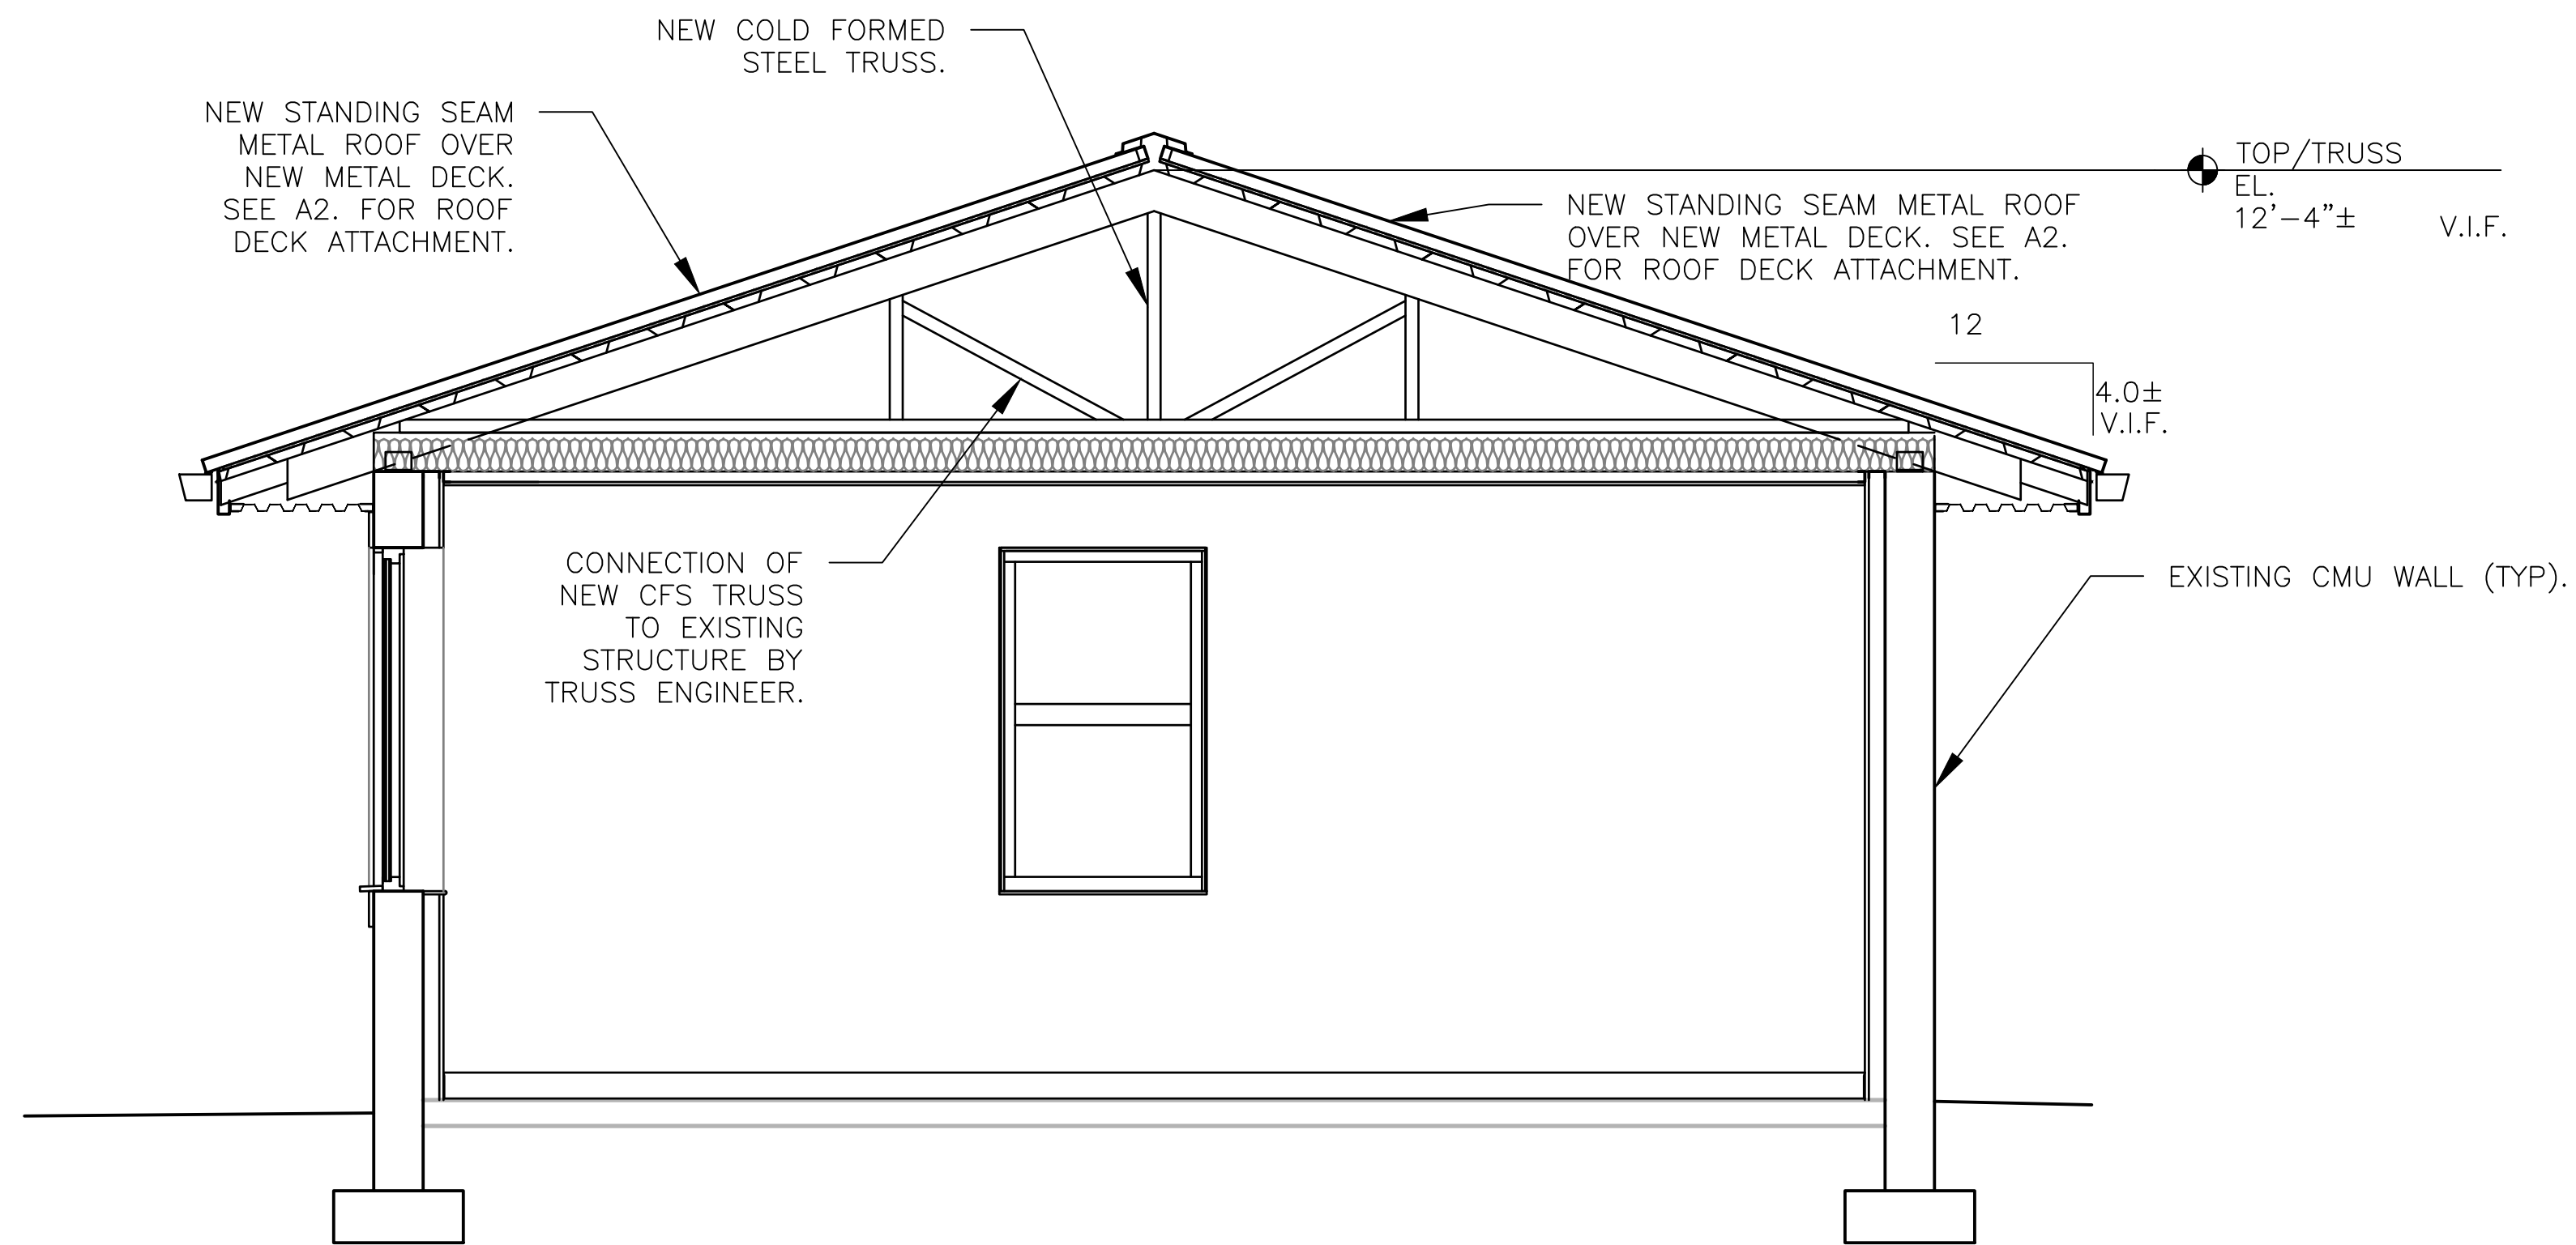 NEW COLD FORMED
STEEL TRUSS.
NEW STANDING SEAM
METAL ROOF OVER
NEW METAL DECK.
SEE A2. FOR ROOF
DECK ATTACHMENT.
TOP/TRUSS
EL.
12'-4"± V.I.F.
NEW STANDING SEAM METAL ROOF
OVER NEW METAL DECK. SEE A2.
FOR ROOF DECK ATTACHMENT.
12
4.0±
V.I.F.
CONNECTION OF
NEW CFS TRUSS
TO EXISTING
STRUCTURE BY
TRUSS ENGINEER.
EXISTING CMU WALL (TYP).